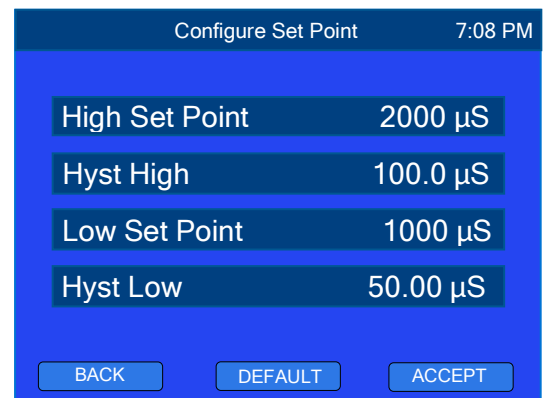 Configure Set Point 7:08 PM
High Set Point 2000 µS
Hyst High 100.0 µS
Low Set Point 1000 µS
Hyst Low 50.00 µS
BACK DEFAULT ACCEPT